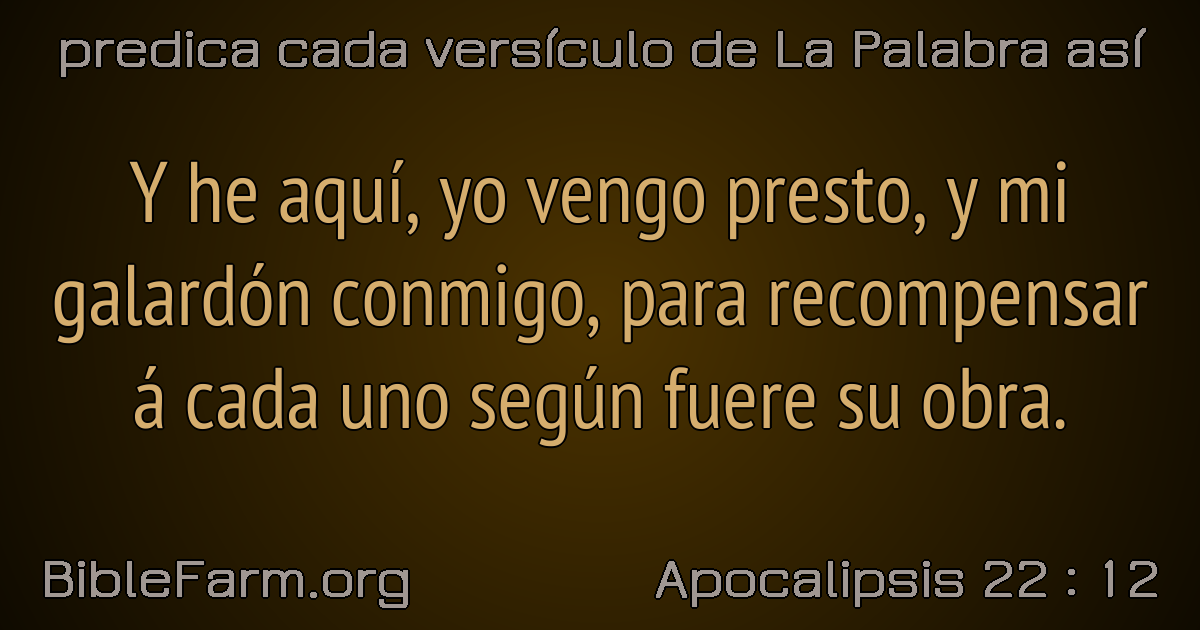 predica cada versículo de La Palabra así
Y he aquí, yo vengo presto, y mi
galardón conmigo, para recompensar
á cada uno según fuere su obra.
BibleFarm.org
Apocalipsis 22 : 12